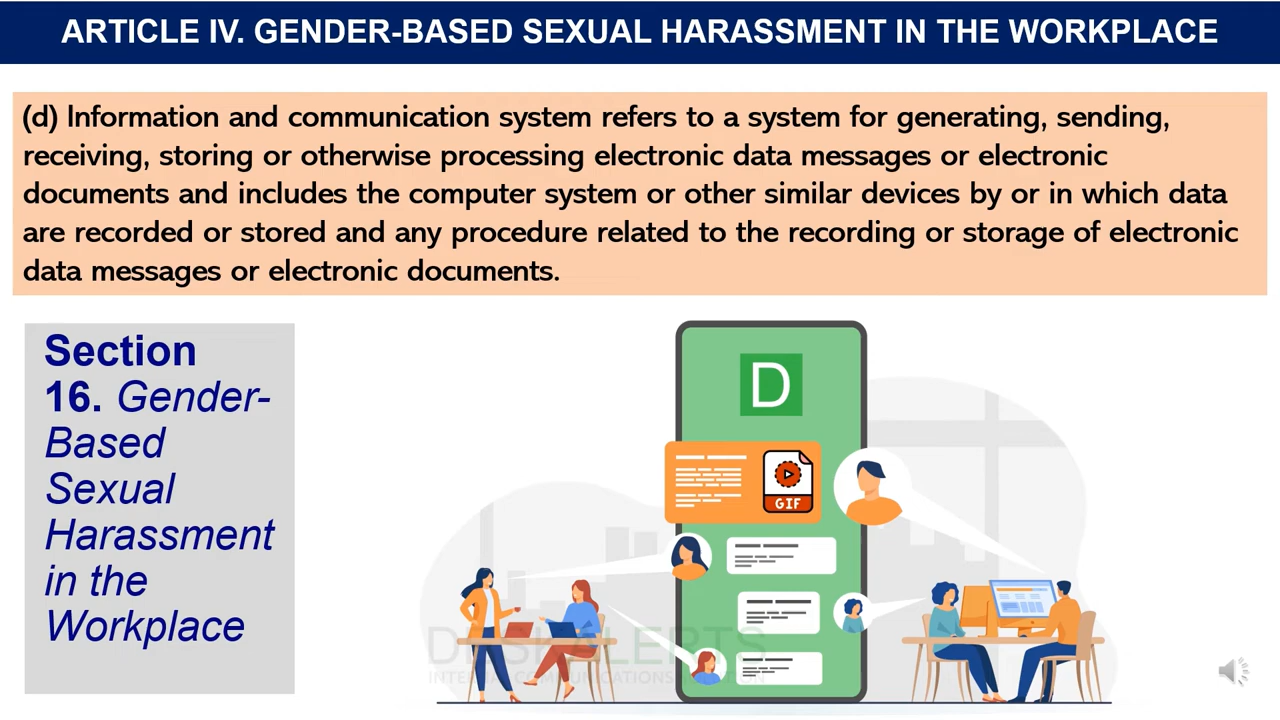 ARTICLE IV. GENDER-BASED SEXUAL HARASSMENT IN THE WORKPLACE
(d) Information and communication system refers to a system for generating, sending,
receiving, storing or otherwise processing electronic data messages or electronic
documents and includes the computer system or other similar devices by or in which data
are recorded or stored and any procedure related to the recording or storage of electronic
data messages or electronic documents.
Section
16. Gender-
Based
Sexual
Harassment
in the
Workplace
D
GIF
DESKALERTS
INTERNAL COMMUNICATIONS